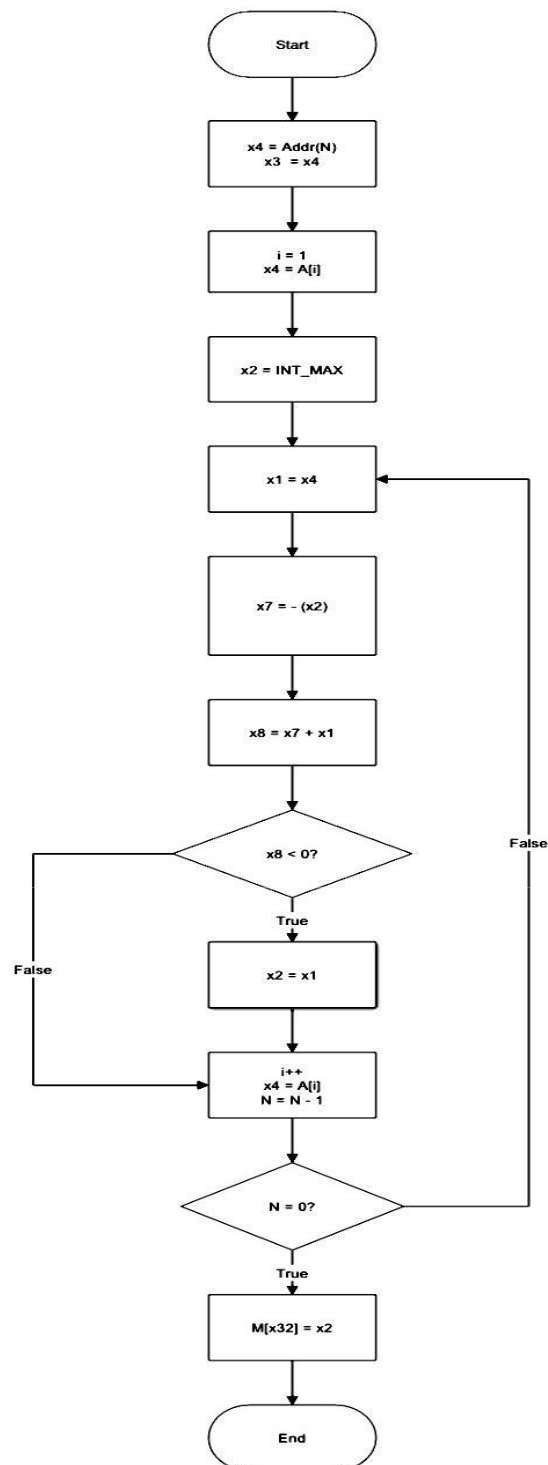 Start
x4 = Addr(N)
x3 = x4
i = 1
x4 = A[i]
x2 = INT_MAX
x1 = x4
x7 = - (x2)
x8 = x7 + x1
x8 < 0?
False
True
False
x2 = x1
i++
x4 = A[i]
N = N - 1
N = 0?
True
M[x32] = x2
End